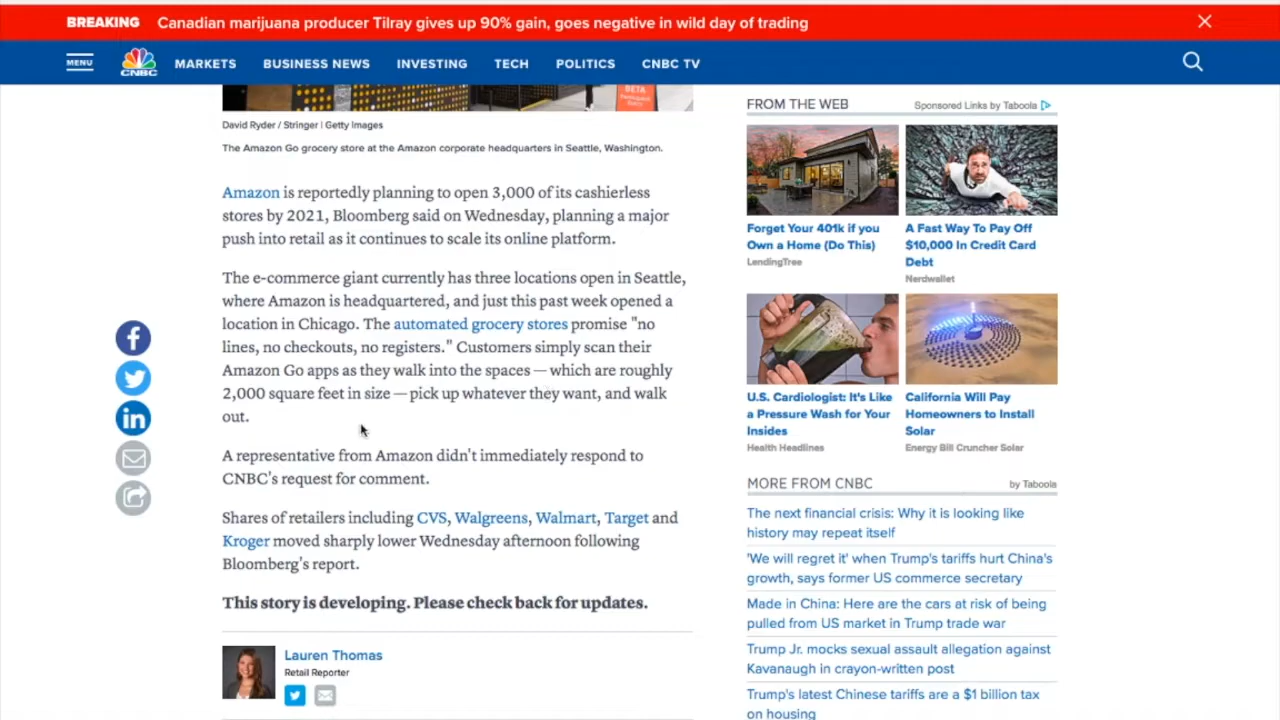 BREAKING Canadian marijuana producer Tilray gives up 90% gain, goes negative in wild day of trading
MENU CNBC MARKETS BUSINESS NEWS INVESTING TECH POLITICS CNBC TV
BETA
David Ryder / Stringer | Getty Images
The Amazon Go grocery store at the Amazon corporate headquarters in Seattle, Washington.
Amazon is reportedly planning to open 3,000 of its cashierless
stores by 2021, Bloomberg said on Wednesday, planning a major
push into retail as it continues to scale its online platform.
The e-commerce giant currently has three locations open in Seattle,
where Amazon is headquartered, and just this past week opened a
location in Chicago. The automated grocery stores promise "no
lines, no checkouts, no registers." Customers simply scan their
Amazon Go apps as they walk into the spaces — which are roughly
2,000 square feet in size — pick up whatever they want, and walk
out.
A representative from Amazon didn't immediately respond to
CNBC's request for comment.
Shares of retailers including CVS, Walgreens, Walmart, Target and
Kroger moved sharply lower Wednesday afternoon following
Bloomberg's report.
This story is developing. Please check back for updates.
Lauren Thomas
Retail Reporter
FROM THE WEB
Sponsored Links by Taboola
Forget Your 401k if you
Own a Home (Do This)
LendingTree
A Fast Way To Pay Off
$10,000 In Credit Card
Debt
Nerdwallet
U.S. Cardiologist: It's Like
a Pressure Wash for Your
Insides
Health Headlines
California Will Pay
Homeowners to Install
Solar
Energy Bill Cruncher Solar
MORE FROM CNBC
by Taboola
The next financial crisis: Why it is looking like
history may repeat itself
'We will regret it' when Trump's tariffs hurt China's
growth, says former US commerce secretary
Made in China: Here are the cars at risk of being
pulled from US market in Trump trade war
Trump Jr. mocks sexual assault allegation against
Kavanaugh in crayon-written post
Trump's latest Chinese tariffs are a $1 billion tax
on housing